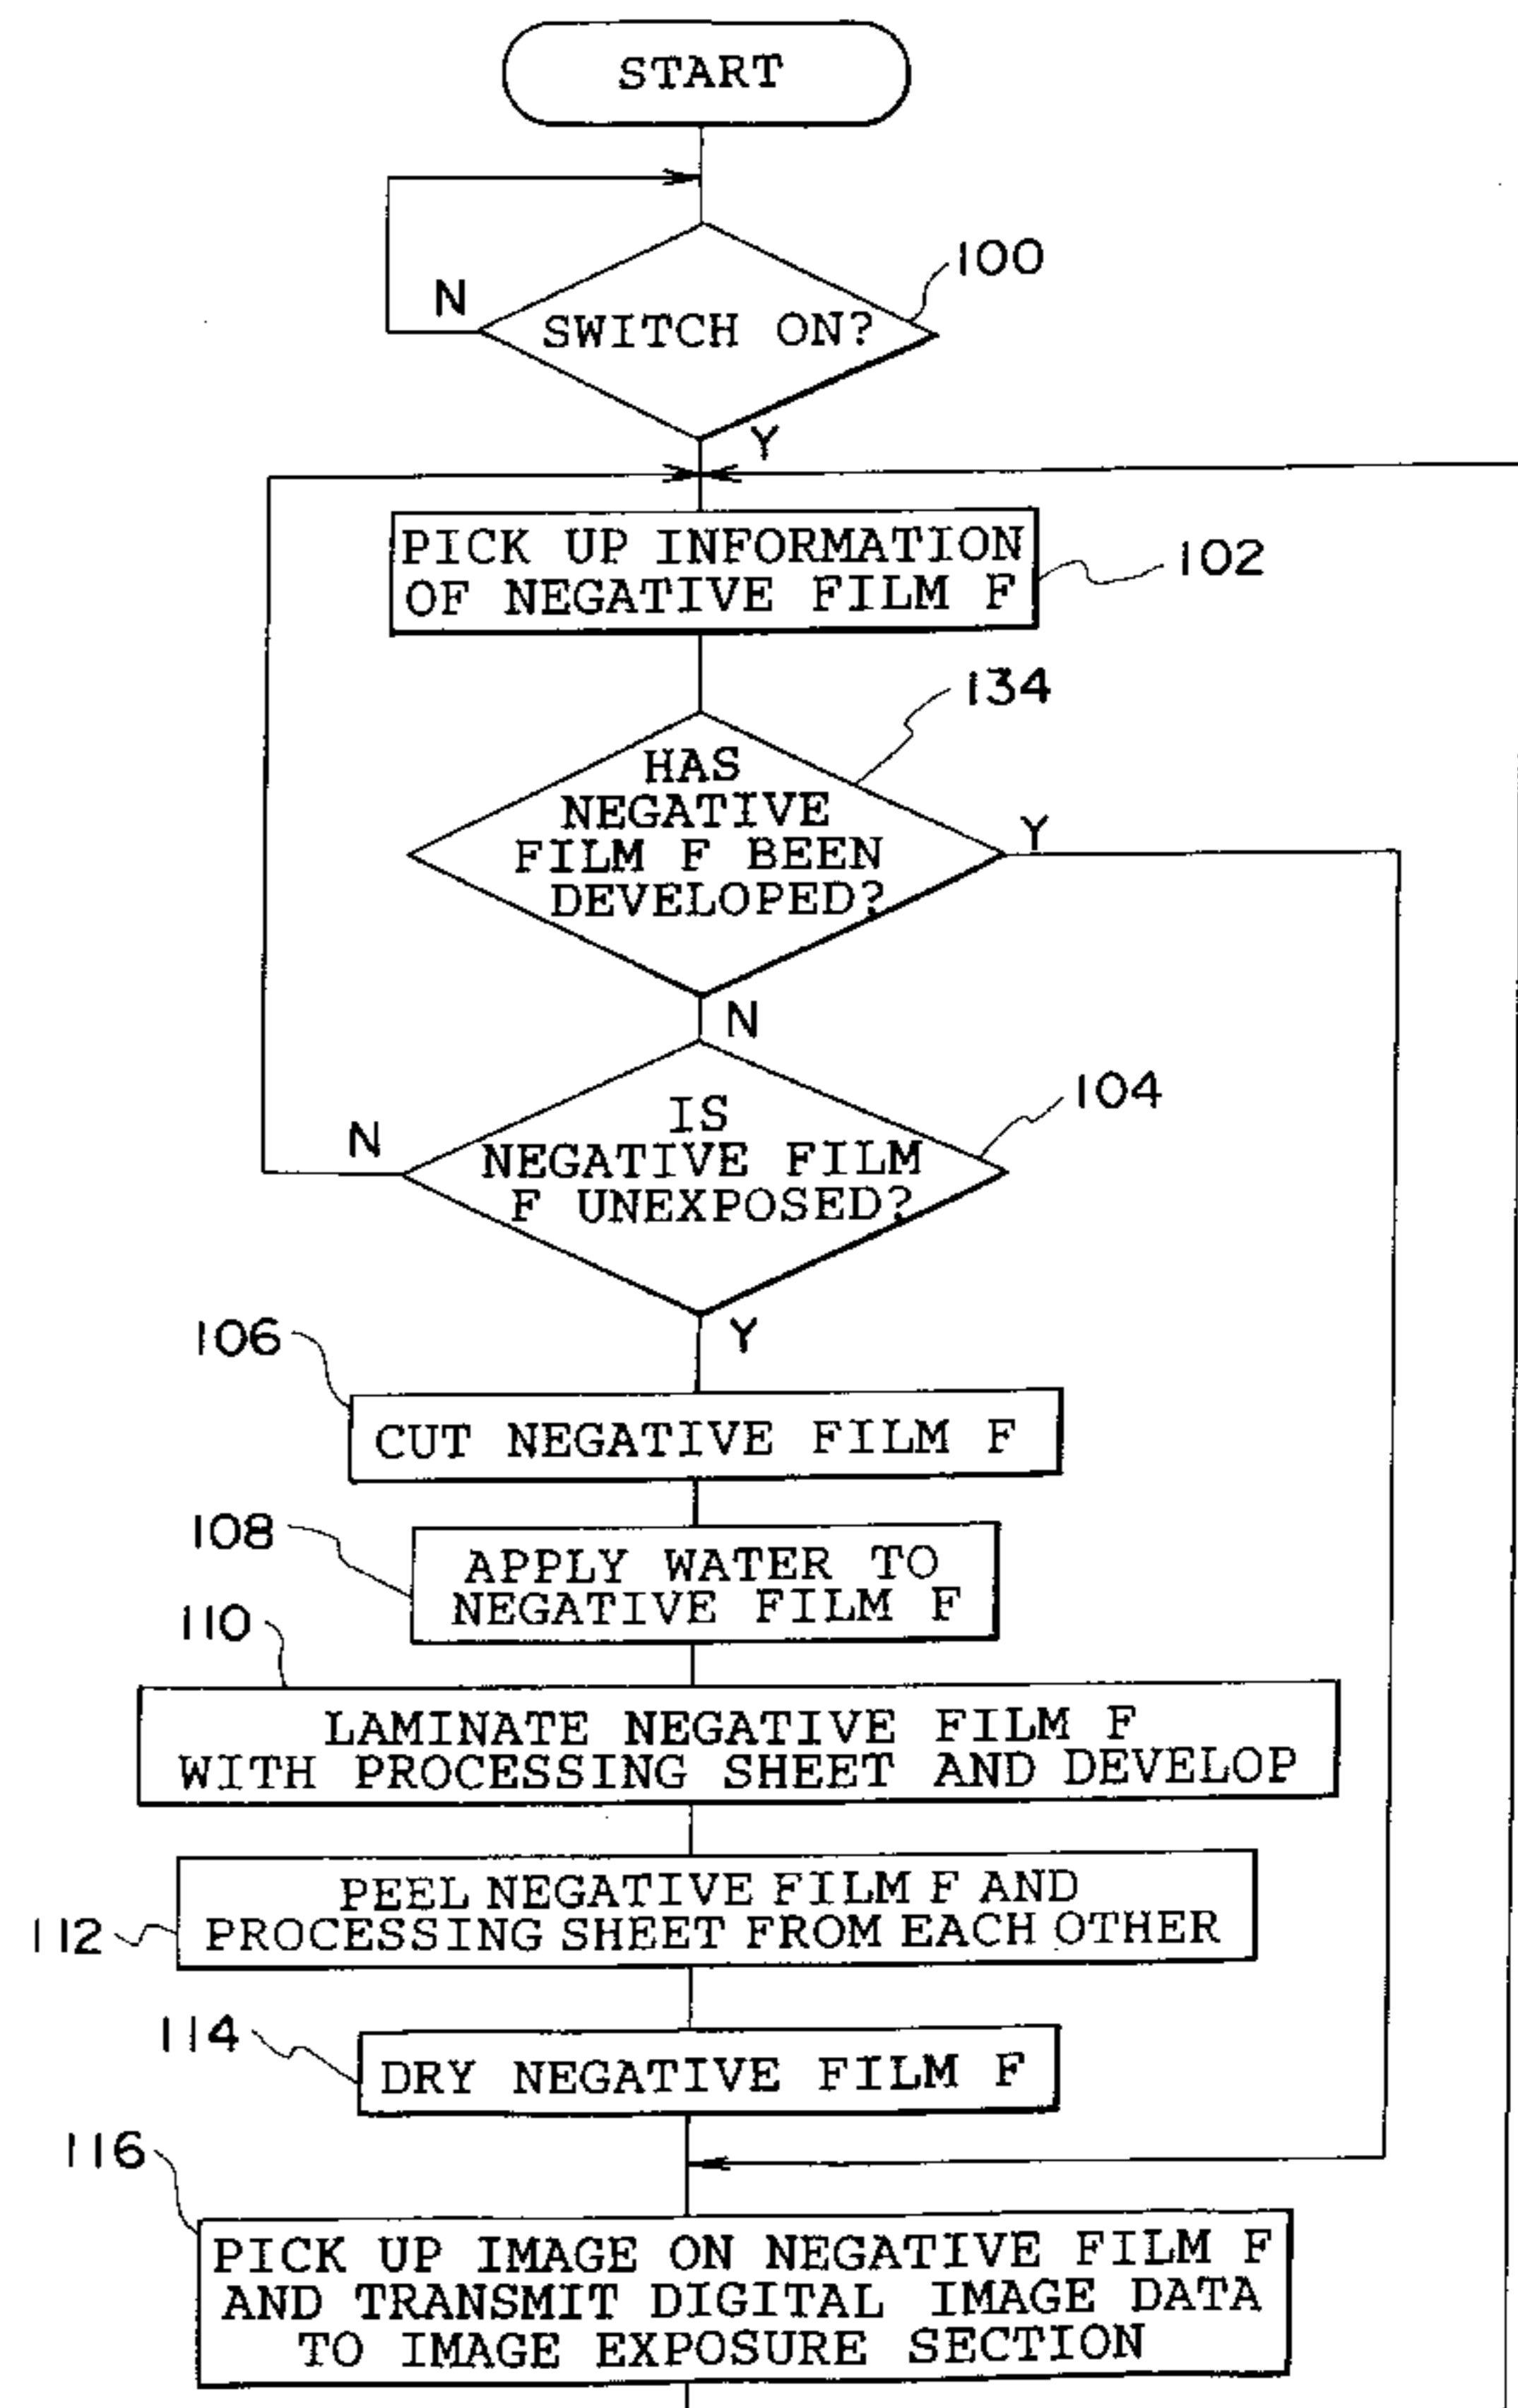 START
100
N
SWITCH ON?
Y
PICK UP INFORMATION
OF NEGATIVE FILM F
102
134
HAS
NEGATIVE
FILM F BEEN
DEVELOPED?
Y
N
104
IS
NEGATIVE FILM
F UNEXPOSED?
N
Y
106
CUT NEGATIVE FILM F
108
APPLY WATER TO
NEGATIVE FILM F
110
LAMINATE NEGATIVE FILM F
WITH PROCESSING SHEET AND DEVELOP
PEEL NEGATIVE FILM F AND
PROCESSING SHEET FROM EACH OTHER
112
114
DRY NEGATIVE FILM F
116
PICK UP IMAGE ON NEGATIVE FILM F
AND TRANSMIT DIGITAL IMAGE DATA
TO IMAGE EXPOSURE SECTION